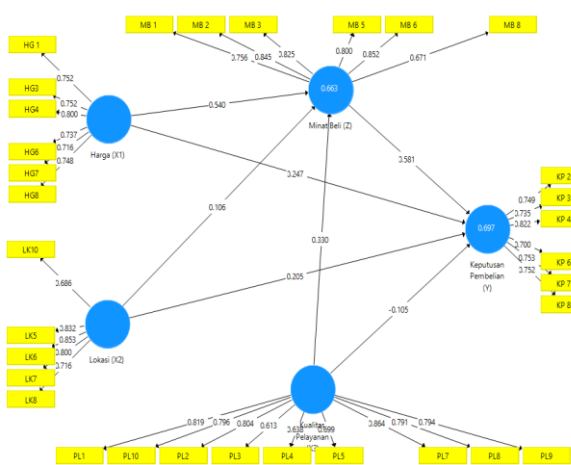 MB 1
MB 2
MB 3
MB 5
MB 6
MB 8
0.756
0.845
0.825
0.800
0.852
0.671
HG 1
HG3
HG4
HG6
HG7
HG8
0.752
0.752
0.800
0.737
0.716
0.748
Harga (X1)
0.663
Minat Beli (Z)
0.540
0.247
0.581
0.106
0.330
0.205
-0.105
KP 2
KP 3
KP 4
KP 6
KP 7
KP 8
0.749
0.735
0.822
0.700
0.753
0.752
0.697
Keputusan
Pembelian
(Y)
LK10
LK5
LK6
LK7
LK8
0.686
0.832
0.853
0.800
0.716
Lokasi (X2)
Kualitas
Pelayanan
0.819
0.796
0.804
0.613
0.638
0.864
0.791
0.794
PL1
PL10
PL2
PL3
PL4
PL5
PL7
PL8
PL9